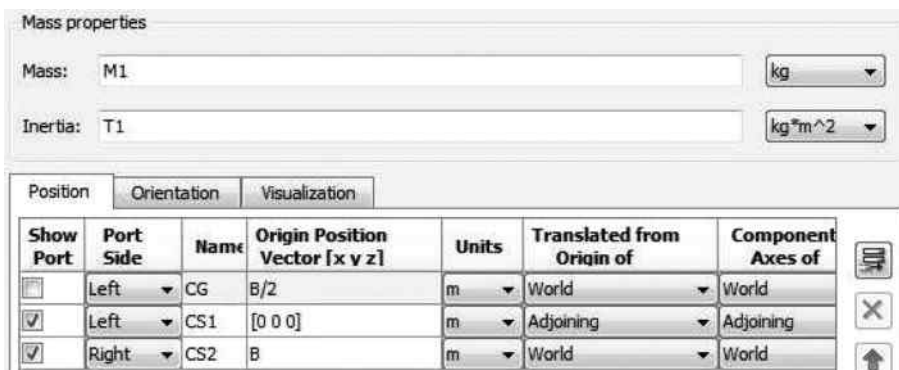 Mass properties
Mass: M1 kg
Inertia: T1 kg*m^2
Position Orientation Visualization
Show Port Port Side Name Origin Position Vector [x y z] Units Translated from Origin of Component Axes of
Left CG B/2 m World World
Left CS1 [0 0 0] m Adjoining Adjoining
Right CS2 B m World World